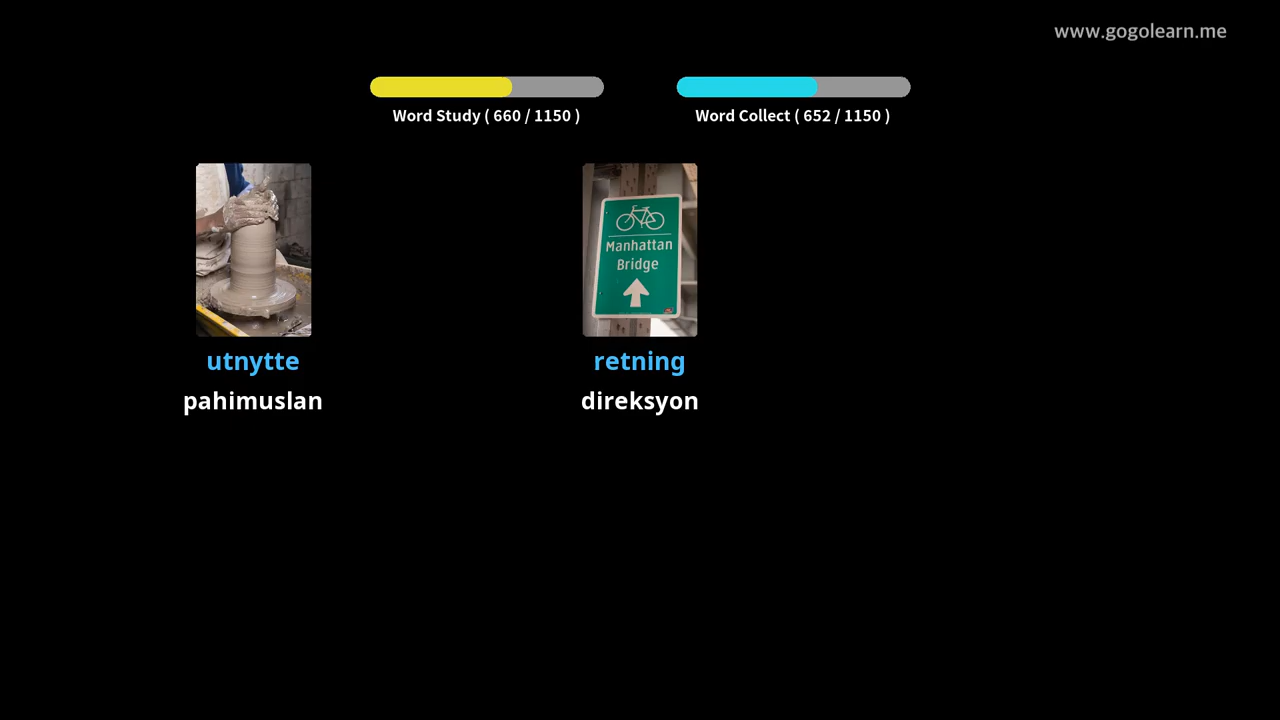 www.gogolearn.me
Word Study ( 660 / 1150 )
Word Collect ( 652 / 1150 )
Manhattan
Bridge
utnytte
retning
pahimuslan
direksyon